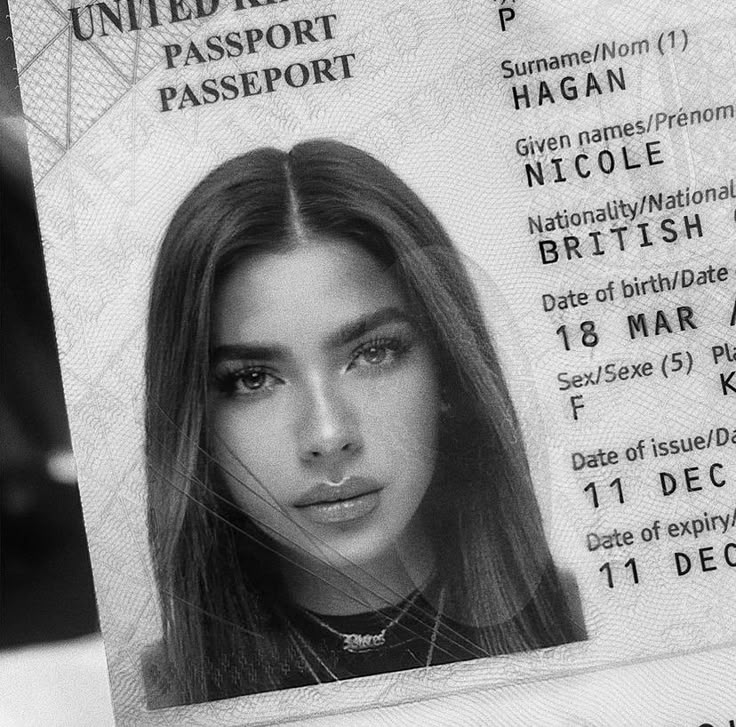 UNITED
PASSPORT
PASSEPORT
P
Surname/Nom (1)
HAGAN
Given names/Prénom
NICOLE
Nationality/National
BRITISH
Date of birth/Date
18 MAR /
Sex/Sexe (5) Pla
F K
Date of issue/Da
11 DEC
Date of expiry/
11 DEC